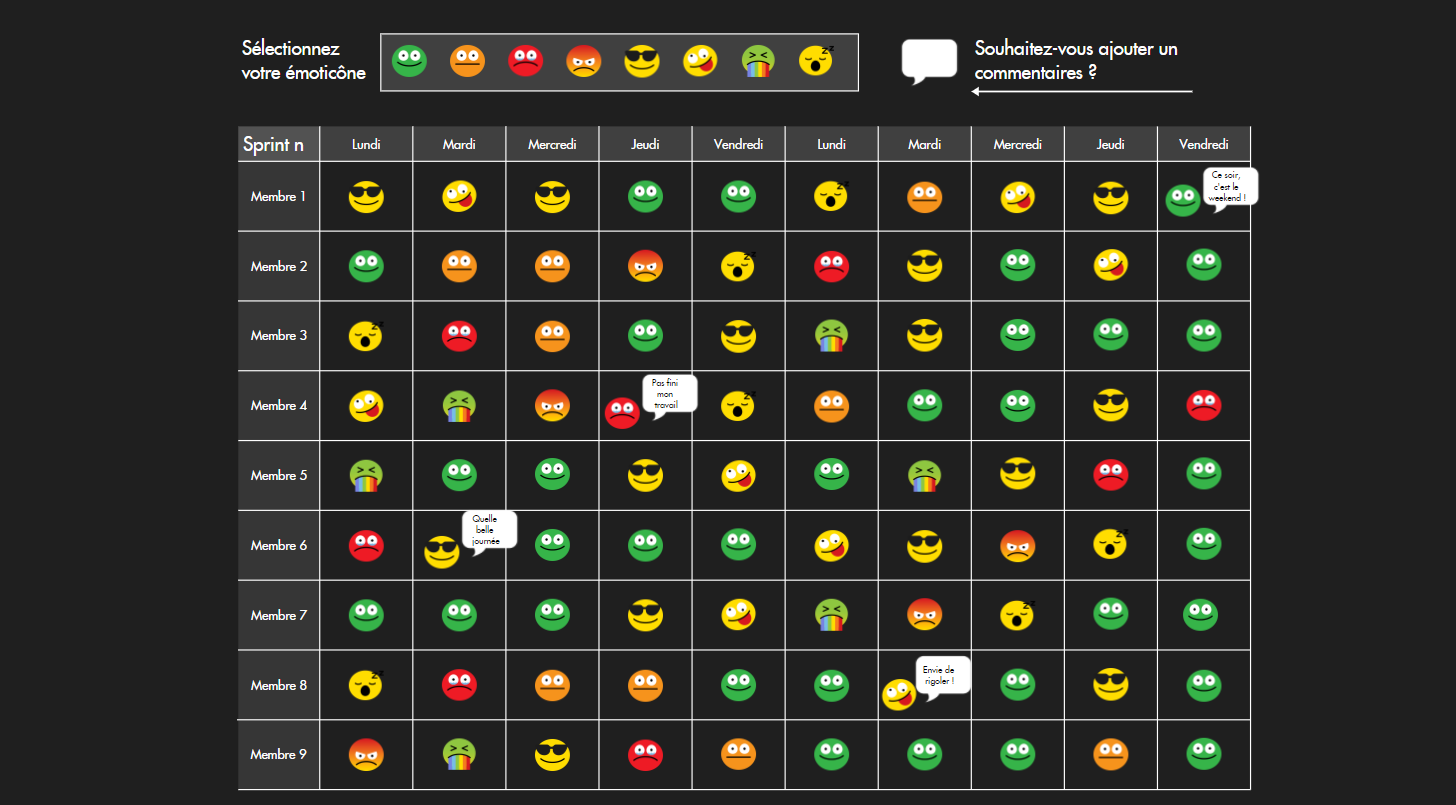 Sélectionnez
votre émoticône
Souhaitez-vous ajouter un
commentaires ?
Sprint n Lundi Mardi Mercredi Jeudi Vendredi Lundi Mardi Mercredi Jeudi Vendredi
Membre 1
Ce soir,
c'est le
weekend !
Membre 2
Membre 3
Membre 4
Pas fini
mon
travail
Membre 5
Membre 6
Quelle
belle
journée
Membre 7
Membre 8
Envie de
rigoler !
Membre 9